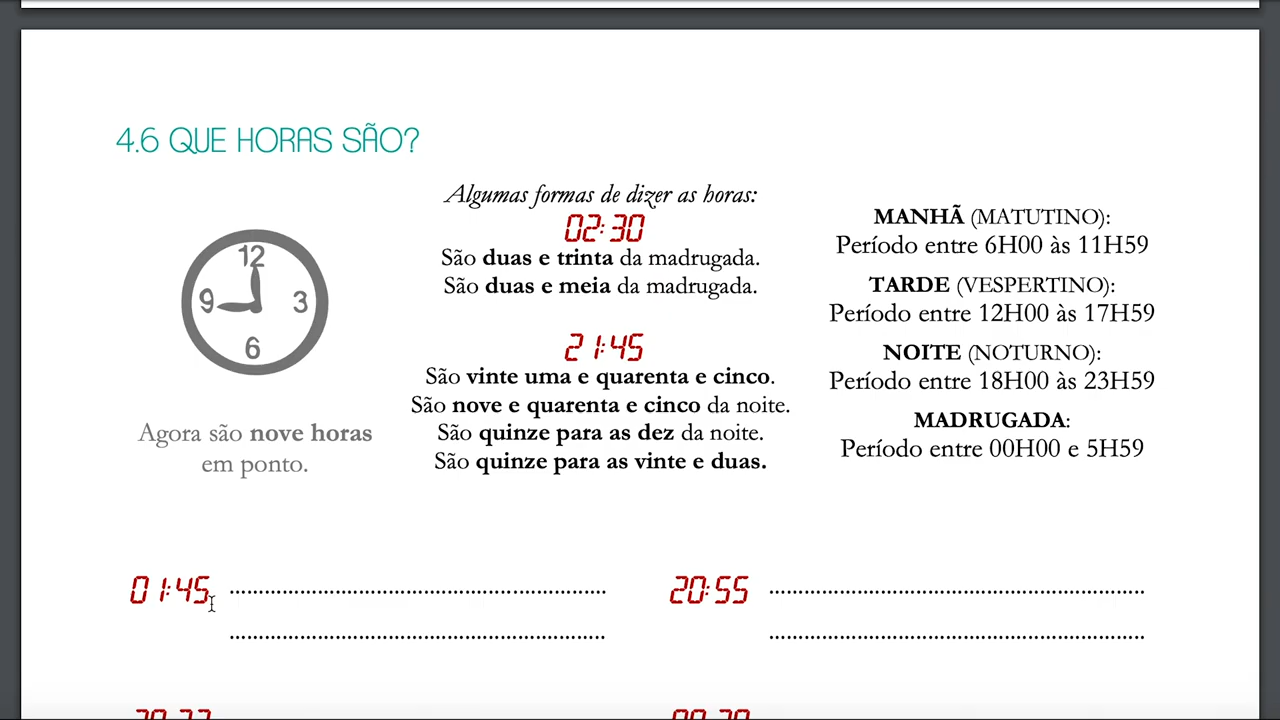 4.6 QUE HORAS SÃO?
12
9
3
6
Agora são nove horas
em ponto.
Algumas formas de dizer as horas:
02:30
São duas e trinta da madrugada.
São duas e meia da madrugada.
21:45
São vinte uma e quarenta e cinco.
São nove e quarenta e cinco da noite.
São quinze para as dez da noite.
São quinze para as vinte e duas.
MANHÃ (MATUTINO):
Período entre 6H00 às 11H59
TARDE (VESPERTINO):
Período entre 12H00 às 17H59
NOITE (NOTURNO):
Período entre 18H00 às 23H59
MADRUGADA:
Período entre 00H00 e 5H59
01:45
20:55